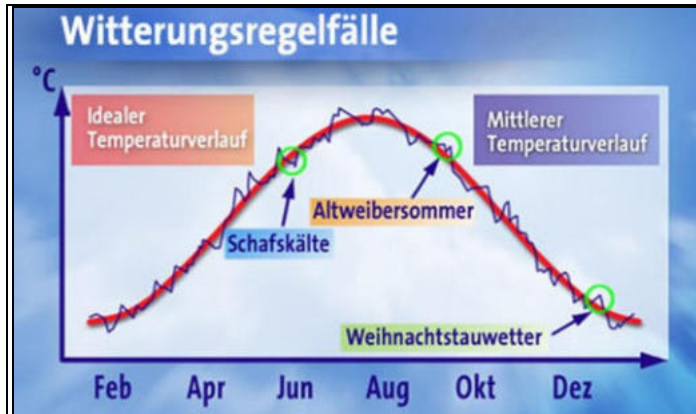 Witterungsregelfälle
°C
Idealer
Temperaturverlauf
Mittlerer
Temperaturverlauf
Altweibersommer
Schafskälte
Weihnachtstauwetter
Feb Apr Jun Aug Okt Dez